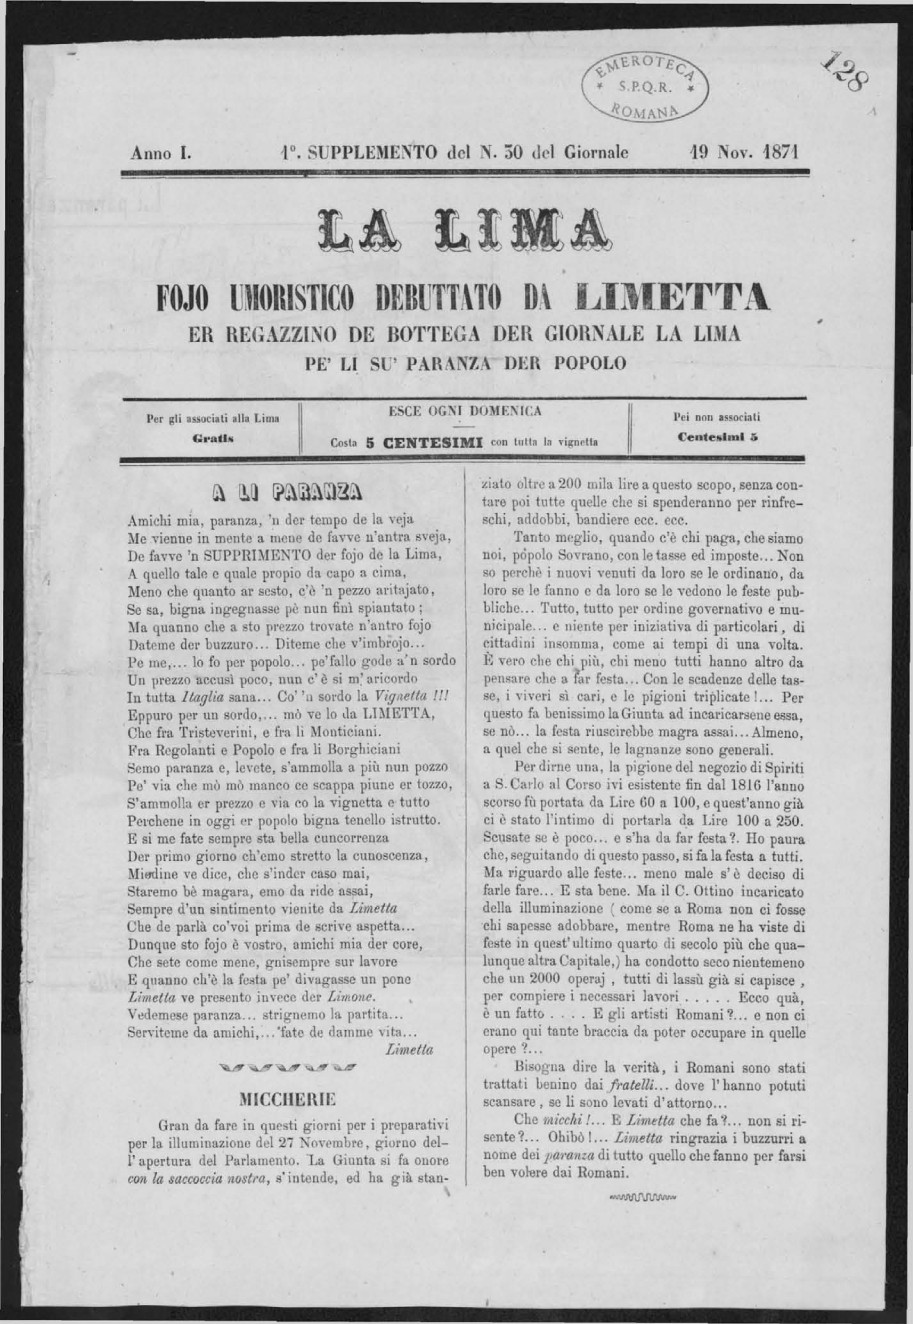 EMEROTECA
* S.P.Q.R. *
ROMANA
128
Anno I.
1º. SUPPLEMENTO del N. 30 del Giornale
19 Nov. 1871
LA LIMA
FOJO UMORISTICO DEBUTTATO DA LIMETTA
ER REGAZZINO DE BOTTEGA DER GIORNALE LA LIMA
PE' LI SU' PARANZA DER POPOLO
Per gli associati alla Lima
Gratis
ESCE OGNI DOMENICA
Costa 5 CENTESIMI con tutta la vignetta
Pei non associati
Centesimi 5
A LI PARANZA
Amichi mia, paranza, 'n der tempo de la veja
Me vienne in mente a mene de favve n'antra sveja,
De favve 'n SUPPRIMENTO der fojo de la Lima,
A quello tale e quale propio da capo a cima,
Meno che quanto ar sesto, c'è 'n pezzo aritajato,
Se sa, bigna ingegnasse pè nun finì spiantato ;
Ma quanno che a sto prezzo trovate n'antro fojo
Dateme der buzzuro... Diteme che v'imbrojo...
Pe me,... lo fo per popolo... pe'fallo gode a'n sordo
Un prezzo accusì poco, nun c'è si m' aricordo
In tutta Itaglia sana... Co' 'n sordo la Vignetta !!!
Eppuro per un sordo,... mò ve lo da LIMETTA,
Che fra Tristeverini, e fra li Monticiani.
Fra Regolanti e Popolo e fra li Borghiciani
Semo paranza e, levete, s'ammolla a più nun pozzo
Pe' via che mò mò manco ce scappa piune er tozzo,
S'ammolla er prezzo e via co la vignetta e tutto
Perchene in oggi er popolo bigna tenello istrutto.
E si me fate sempre sta bella cuncorrenza
Der primo giorno ch'emo stretto la cunoscenza,
Miedine ve dice, che s'inder caso mai,
Staremo bè magara, emo da ride assai,
Sempre d'un sintimento vienite da Limetta
Che de parlà co'voi prima de scrive aspetta...
Dunque sto fojo è vostro, amichi mia der core,
Che sete come mene, gnisempre sur lavore
E quanno ch'è la festa pe' divagasse un pone
Limetta ve presento invece der Limone.
Vedemese paranza... strignemo la partita...
Serviteme da amichi,... 'fate de damme vita...
Limetta
MICCHERIE
Gran da fare in questi giorni per i preparativi
per la illuminazione del 27 Novembre, giorno del-
l'apertura del Parlamento. La Giunta si fa onore
con la saccoccia nostra, s'intende, ed ha già stan-
ziato oltre a 200 mila lire a questo scopo, senza con-
tare poi tutte quelle che si spenderanno per rinfre-
schi, addobbi, bandiere ecc. ecc.
Tanto meglio, quando c'è chi paga, che siamo
noi, pòpolo Sovrano, con le tasse ed imposte... Non
so perchè i nuovi venuti da loro se le ordinano, da
loro se le fanno e da loro se le vedono le feste pub-
bliche... Tutto, tutto per ordine governativo e mu-
nicipale... e niente per iniziativa di particolari, di
cittadini insomma, come ai tempi di una volta.
È vero che chi più, chi meno tutti hanno altro da
pensare che a far festa... Con le scadenze delle tas-
se, i viveri sì cari, e le pigioni triplicate !... Per
questo fa benissimo la Giunta ad incaricarsene essa,
se nò... la festa riuscirebbe magra assai... Almeno,
a quel che si sente, le lagnanze sono generali.
Per dirne una, la pigione del negozio di Spiriti
a S. Carlo al Corso ivi esistente fin dal 1816 l'anno
scorso fù portata da Lire 60 a 100, e quest'anno già
ci è stato l'intimo di portarla da Lire 100 a 250.
Scusate se è poco... e s'ha da far festa ?. Ho paura
che, seguitando di questo passo, si fa la festa a tutti.
Ma riguardo alle feste... meno male s'è deciso di
farle fare... E sta bene. Ma il C. Ottino incaricato
della illuminazione ( come se a Roma non ci fosse
chi sapesse adobbare, mentre Roma ne ha viste di
feste in quest'ultimo quarto di secolo più che qua-
lunque altra Capitale,) ha condotto seco nientemeno
che un 2000 operaj , tutti di lassù già si capisce ,
per compiere i necessari lavori . . . . . Ecco quà,
è un fatto . . . . E gli artisti Romani ?... e non ci
erano qui tante braccia da poter occupare in quelle
opere ?...
Bisogna dire la verità, i Romani sono stati
trattati benino dai fratelli... dove l'hanno potuti
scansare , se li sono levati d'attorno...
Che micchi !... E Limetta che fa ?... non si ri-
sente ?... Ohibò !... Limetta ringrazia i buzzurri a
nome dei paranza di tutto quello che fanno per farsi
ben volere dai Romani.